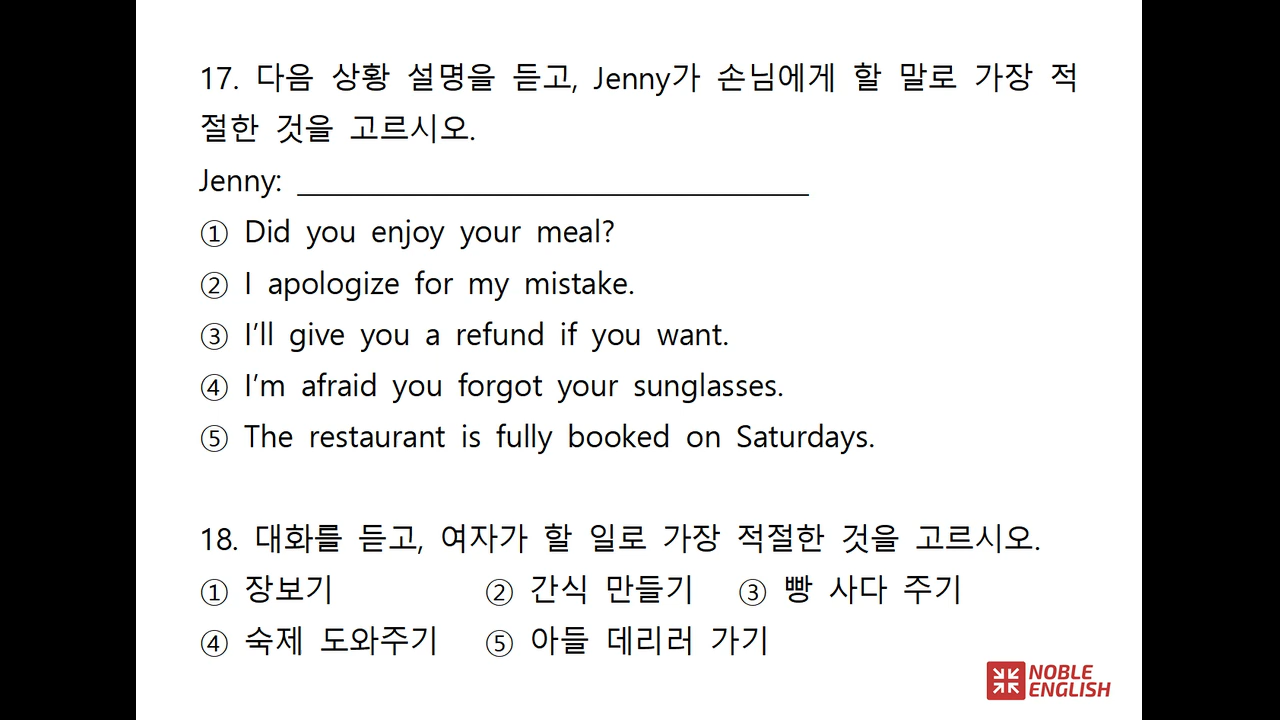 17. 다음 상황 설명을 듣고, Jenny가 손님에게 할 말로 가장 적
절한 것을 고르시오.
Jenny: ________________________________
① Did you enjoy your meal?
② I apologize for my mistake.
③ I’ll give you a refund if you want.
④ I’m afraid you forgot your sunglasses.
⑤ The restaurant is fully booked on Saturdays.
18. 대화를 듣고, 여자가 할 일로 가장 적절한 것을 고르시오.
① 장보기 ② 간식 만들기 ③ 빵 사다 주기
④ 숙제 도와주기 ⑤ 아들 데리러 가기
NOBLE
ENGLISH